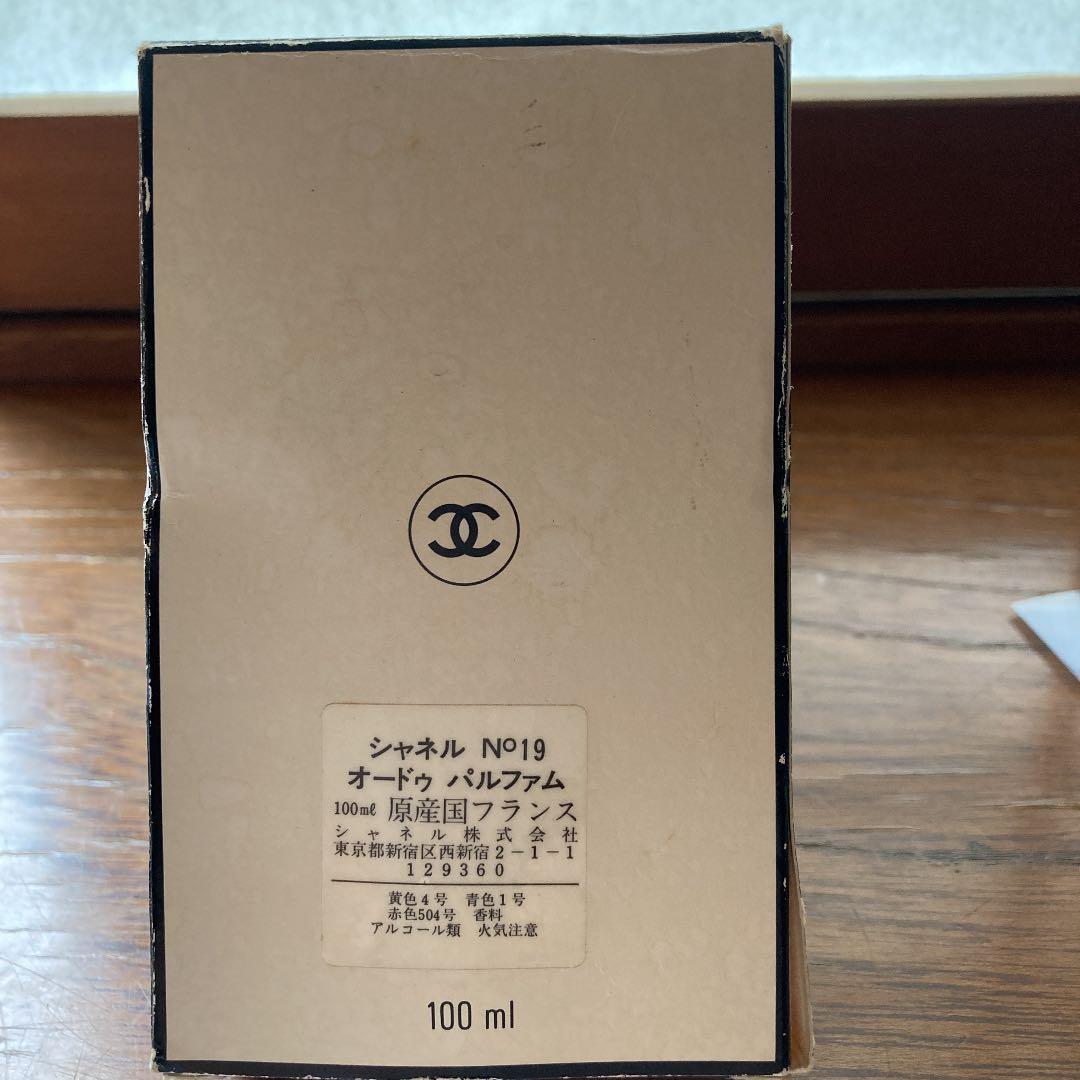 シャネル Nº19
オードゥ パルファム
100㎖ 原産国フランス
シャネル株式会社
東京都新宿区西新宿2-1-1
129360
黄色4号 青色1号
赤色504号 香料
アルコール類 火気注意
100 ml